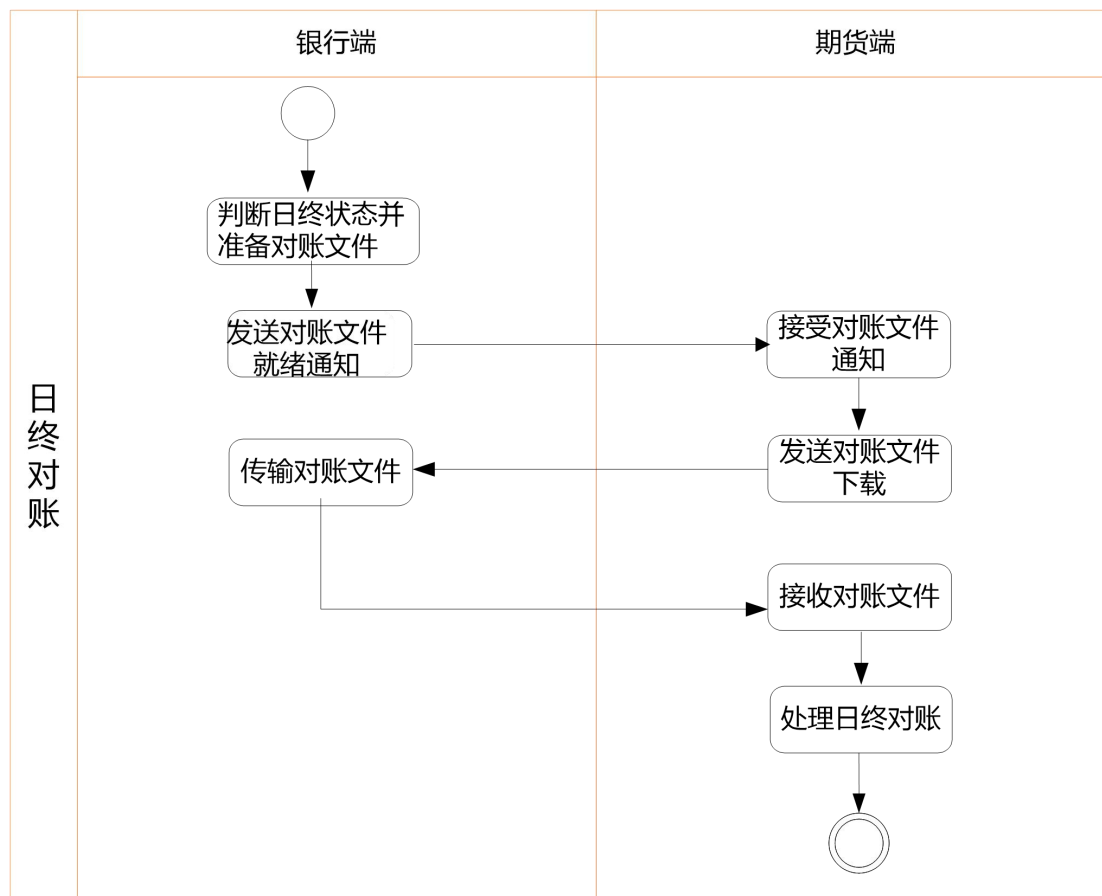 银行端
期货端
日终对账
判断日终状态并
准备对账文件
发送对账文件
就绪通知
接受对账文件
通知
发送对账文件
下载
传输对账文件
接收对账文件
处理日终对账